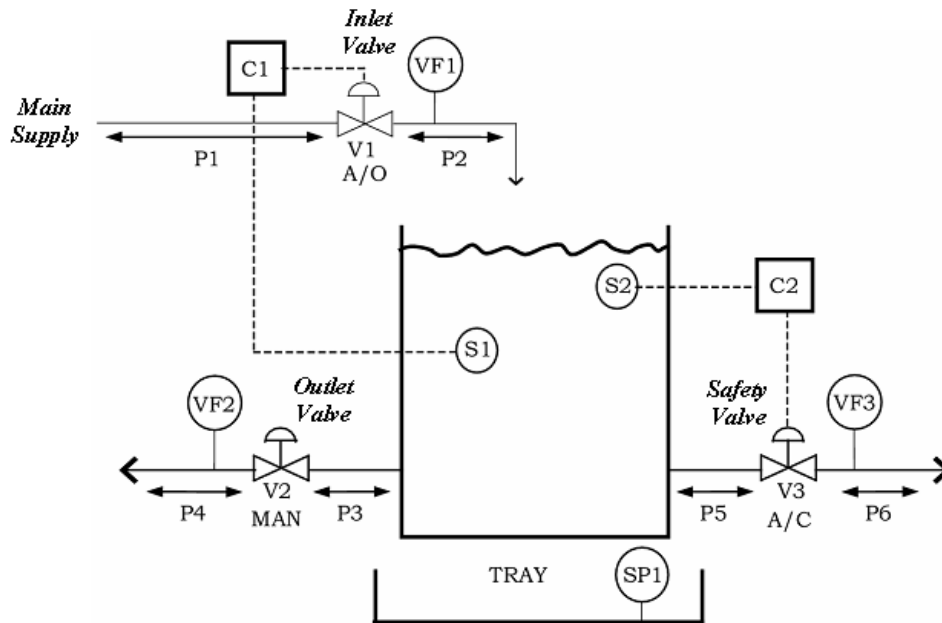 Inlet
Valve
C1
VF1
Main
Supply
P1
V1
P2
A/O
S2
C2
S1
Outlet
Valve
Safety
Valve
VF2
VF3
P4
V2
P3
P5
V3
P6
MAN
A/C
TRAY
SP1